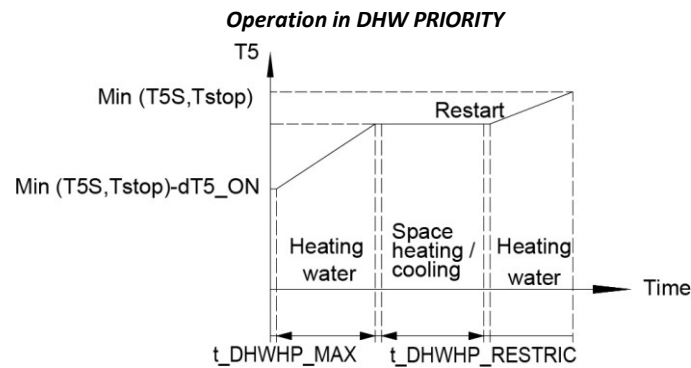 Operation in DHW PRIORITY
T5
Min (T5S,Tstop)
Restart
Min (T5S,Tstop)-dT5_ON
Heating
water
Space
heating /
cooling
Heating
water
Time
t_DHWHP_MAX
t_DHWHP_RESTRIC